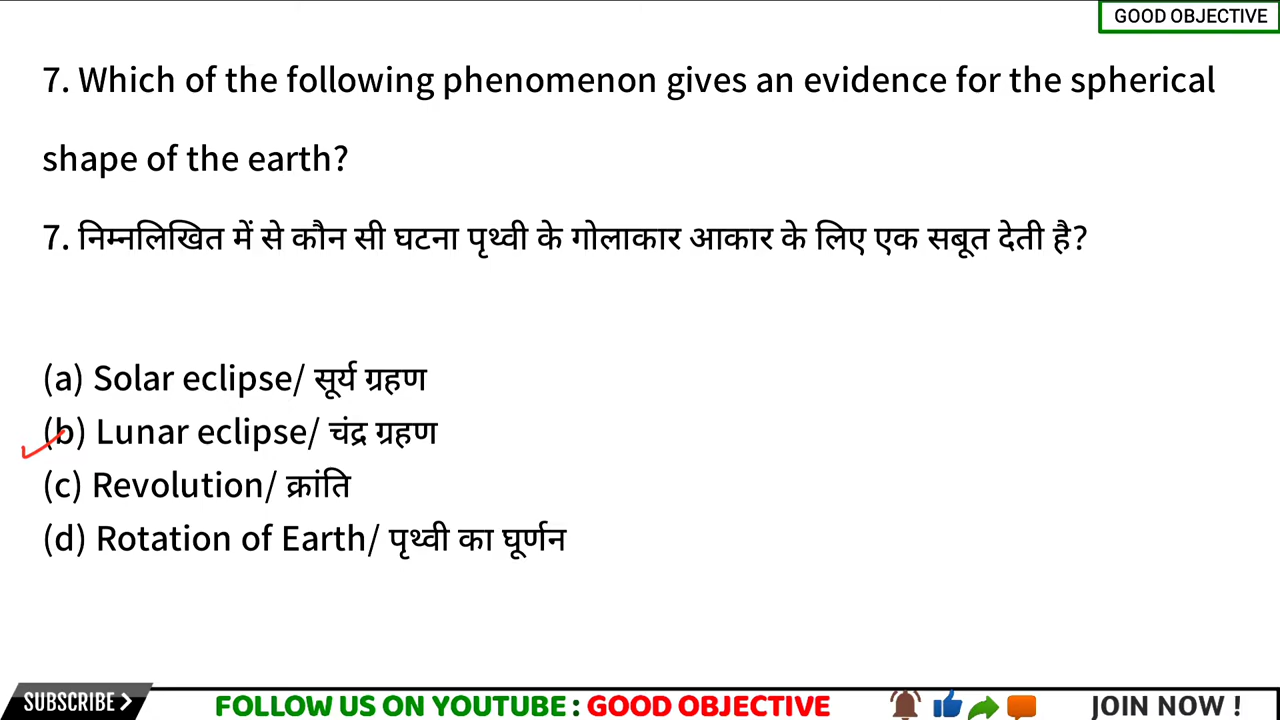 GOOD OBJECTIVE
7. Which of the following phenomenon gives an evidence for the spherical
shape of the earth?
7. निम्नलिखित में से कौन सी घटना पृथ्वी के गोलाकार आकार के लिए एक सबूत देती है?
(a) Solar eclipse/ सूर्य ग्रहण
(b) Lunar eclipse/ चंद्र ग्रहण
(c) Revolution/ क्रांति
(d) Rotation of Earth/ पृथ्वी का घूर्णन
SUBSCRIBE FOLLOW US ON YOUTUBE : GOOD OBJECTIVE JOIN NOW !